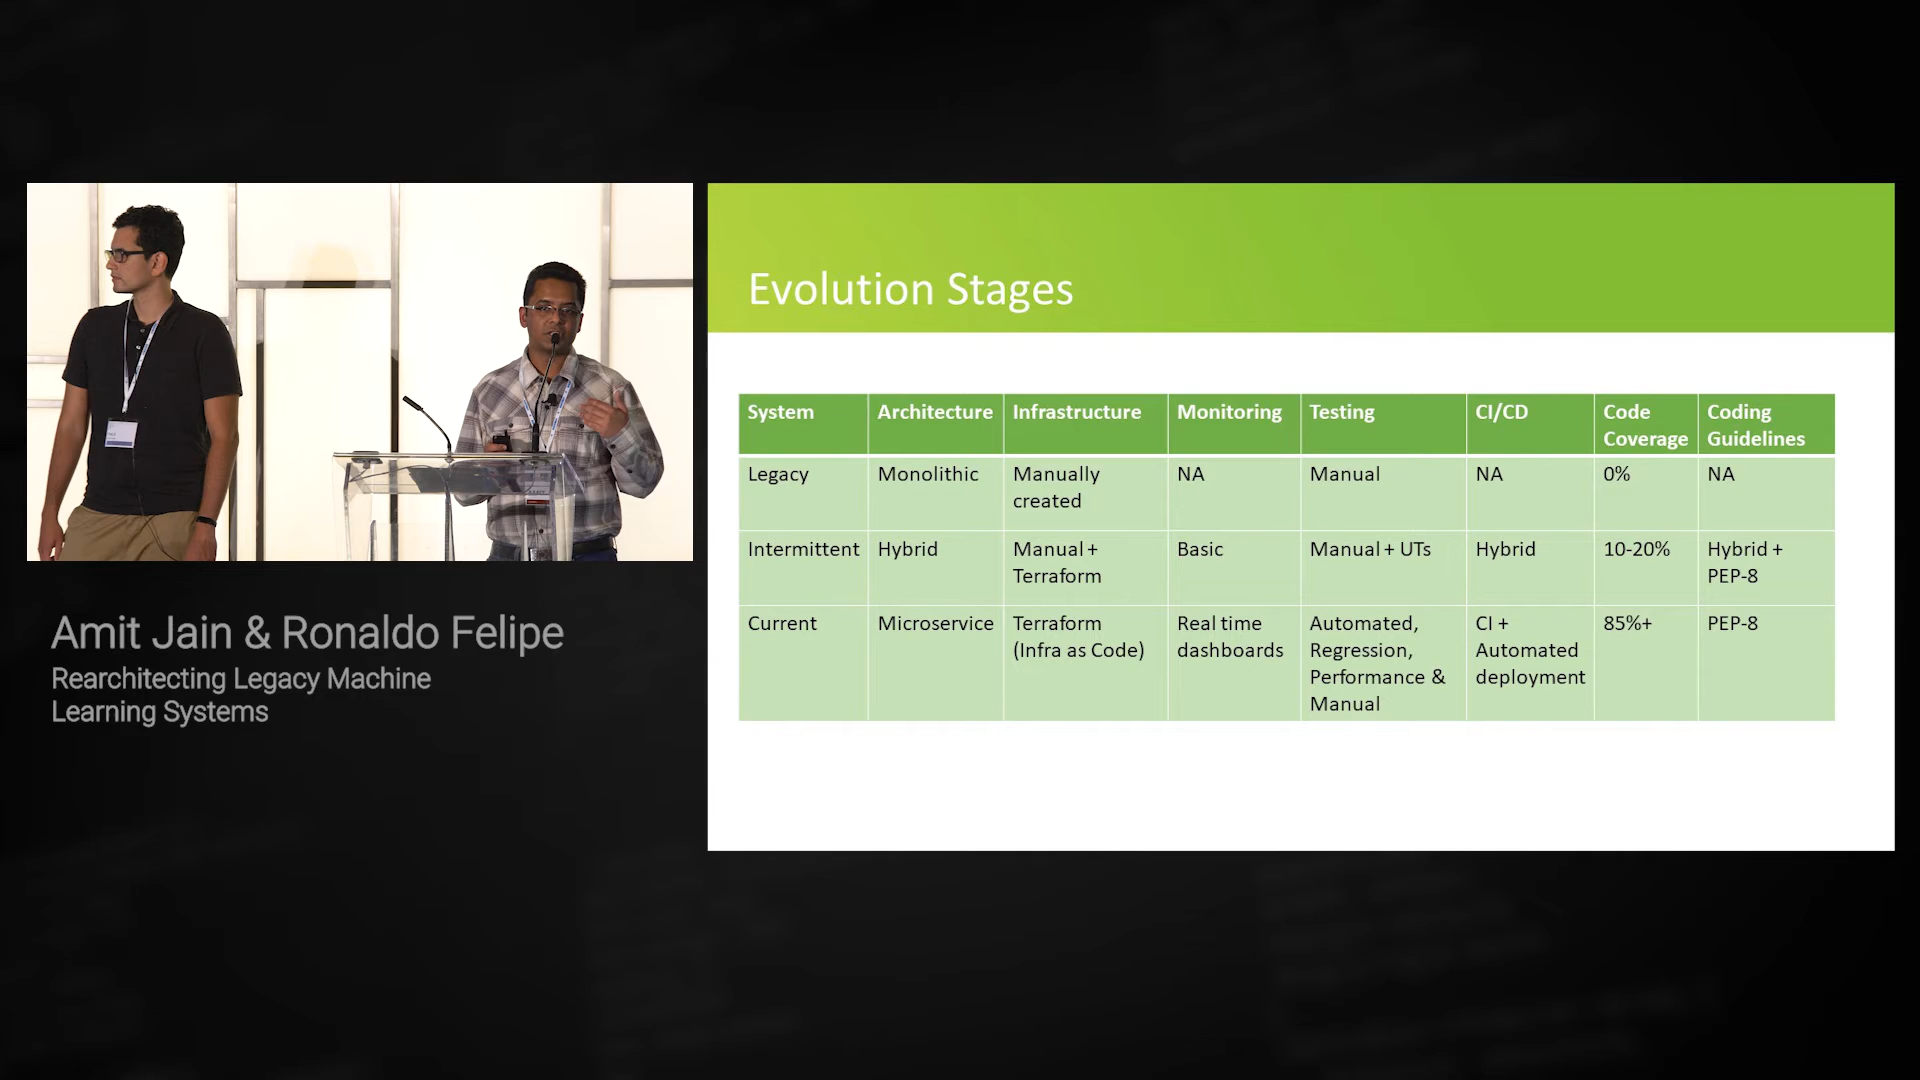 Evolution Stages
System Architecture Infrastructure Monitoring Testing CI/CD Code Coverage Coding Guidelines
Legacy Monolithic Manually created NA Manual NA 0% NA
Intermittent Hybrid Manual + Terraform Basic Manual + UTs Hybrid 10-20% Hybrid + PEP-8
Current Microservice Terraform (Infra as Code) Real time dashboards Automated, Regression, Performance & Manual CI + Automated deployment 85%+ PEP-8
Amit Jain & Ronaldo Felipe
Rearchitecting Legacy Machine
Learning Systems